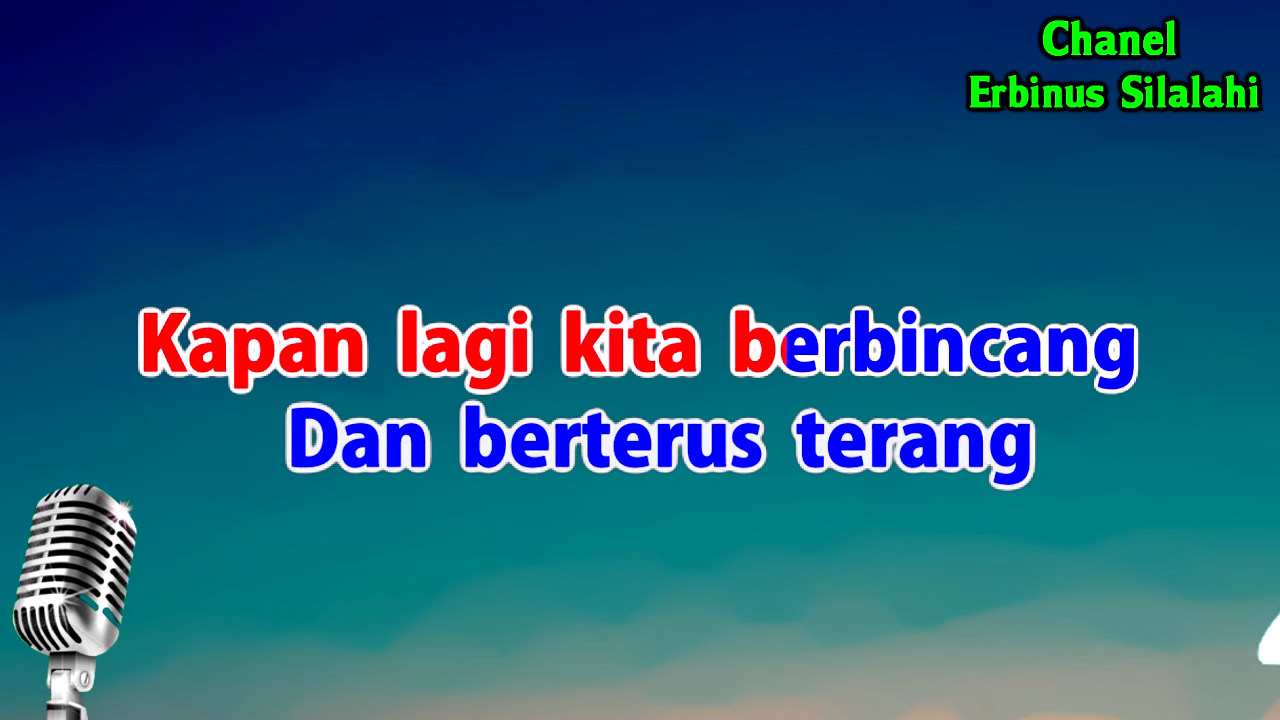 Chanel
Erbinus Silalahi
Kapan lagi kita berbincang
Dan berterus terang